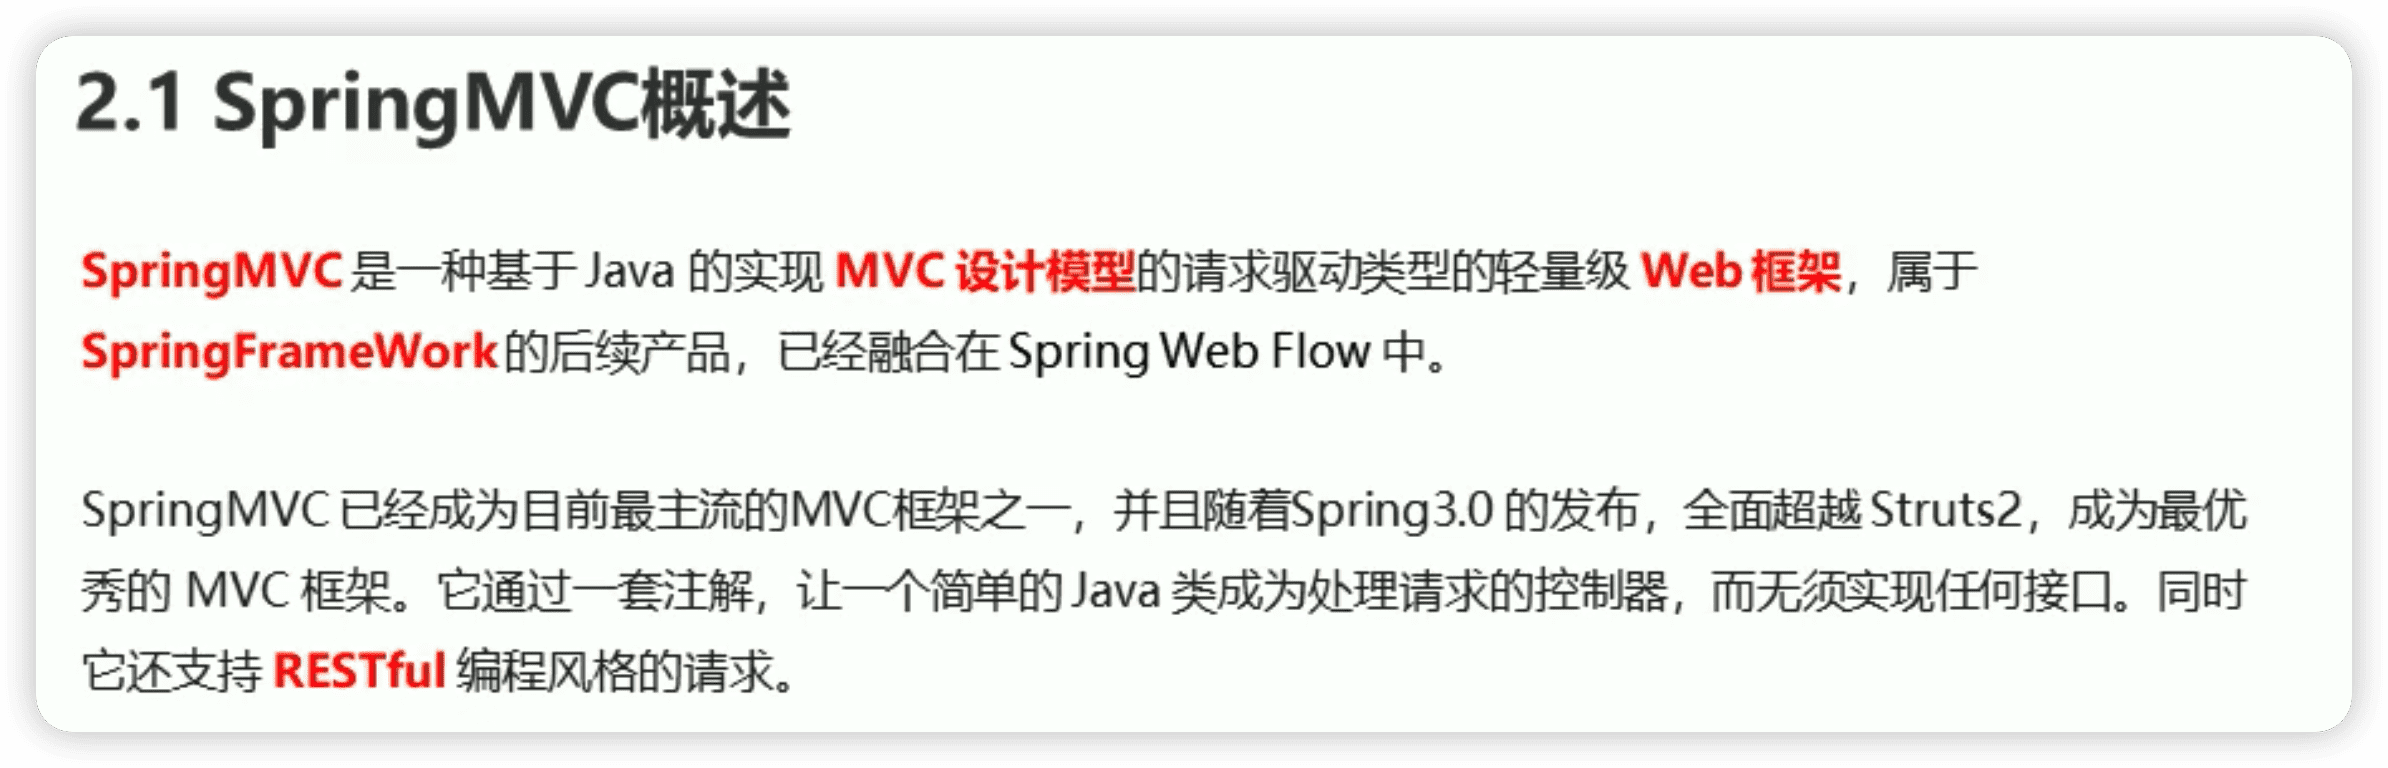 2.1 SpringMVC概述
SpringMVC 是一种基于 Java 的实现 MVC 设计模型的请求驱动类型的轻量级 Web 框架，属于
SpringFrameWork 的后续产品，已经融合在 Spring Web Flow 中。
SpringMVC 已经成为目前最主流的MVC框架之一，并且随着Spring3.0 的发布，全面超越 Struts2，成为最优
秀的 MVC 框架。它通过一套注解，让一个简单的 Java 类成为处理请求的控制器，而无须实现任何接口。同时
它还支持 RESTful 编程风格的请求。